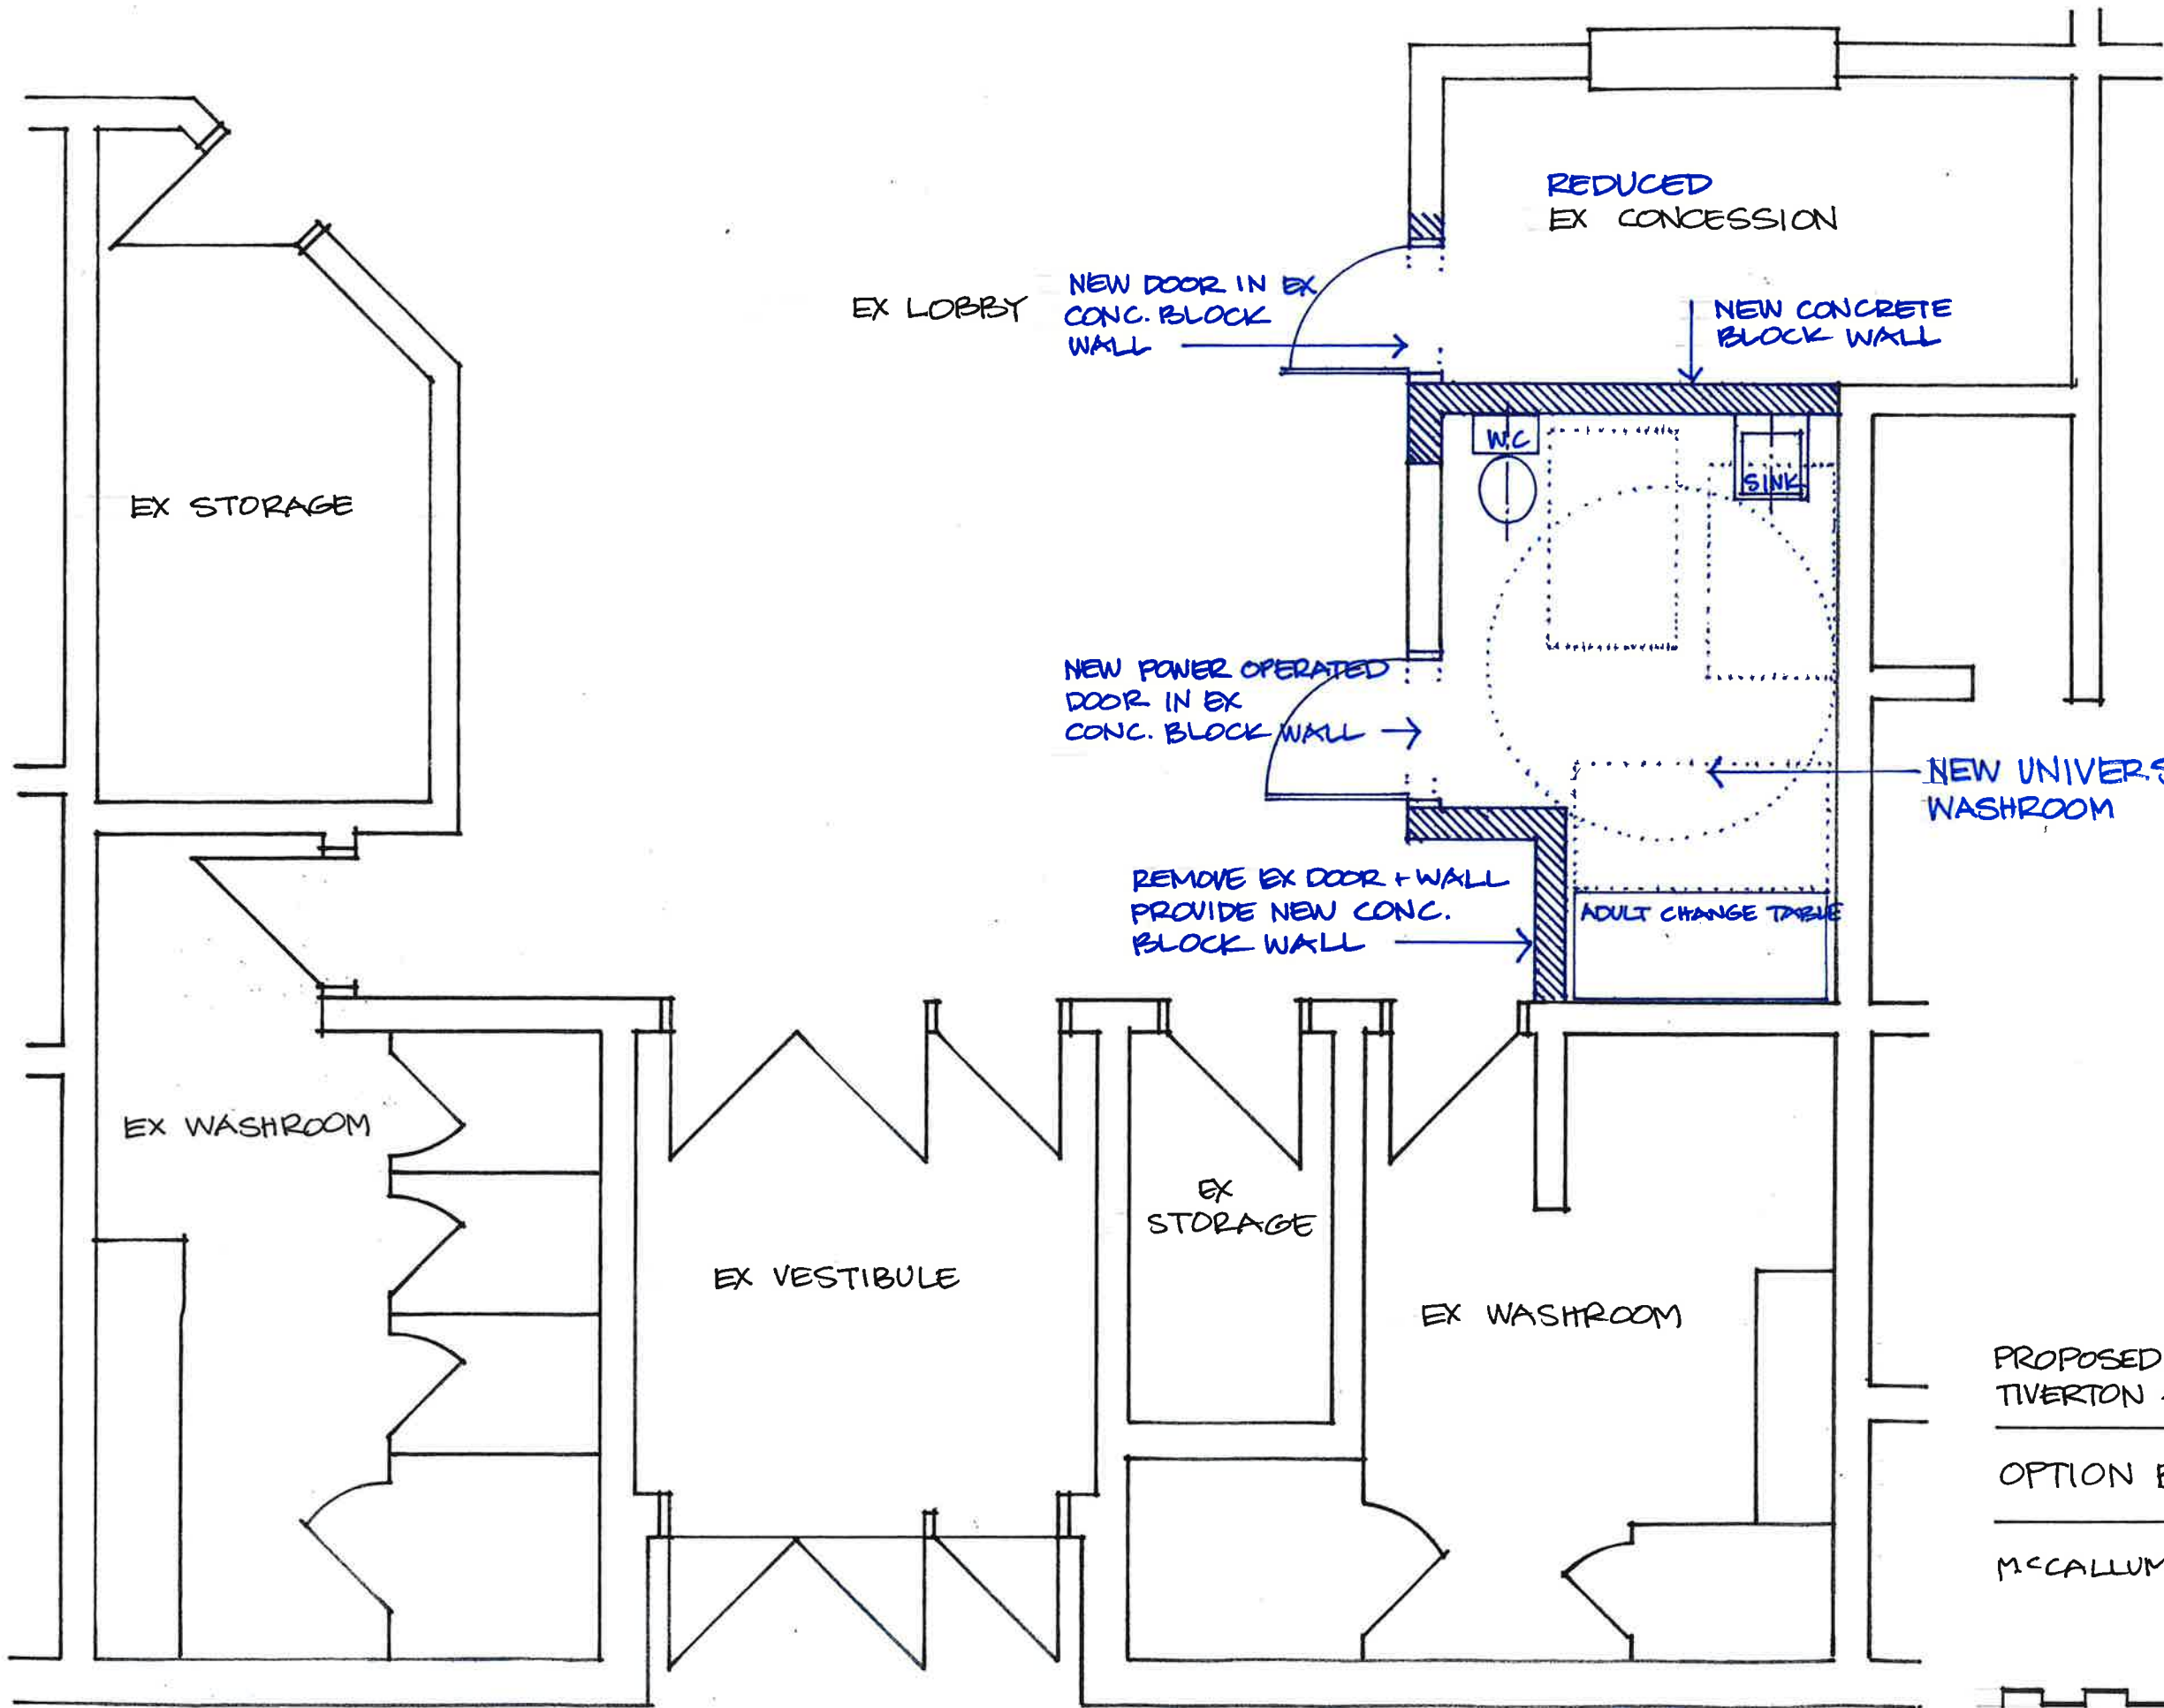 REDUCED
EX CONCESSION
EX LOBBY
NEW DOOR IN EX
CONC. BLOCK
WALL
NEW CONCRETE
BLOCK WALL
W.C
SINK
EX STORAGE
NEW POWER OPERATED
DOOR IN EX
CONC. BLOCK WALL
NEW UNIVERS
WASHROOM
REMOVE EX DOOR + WALL
PROVIDE NEW CONC.
BLOCK WALL
ADULT CHANGE TABLE
EX WASHROOM
EX
STORAGE
EX VESTIBULE
EX WASHROOM
PROPOSED
TIVERTON
OPTION
MCCALLUM